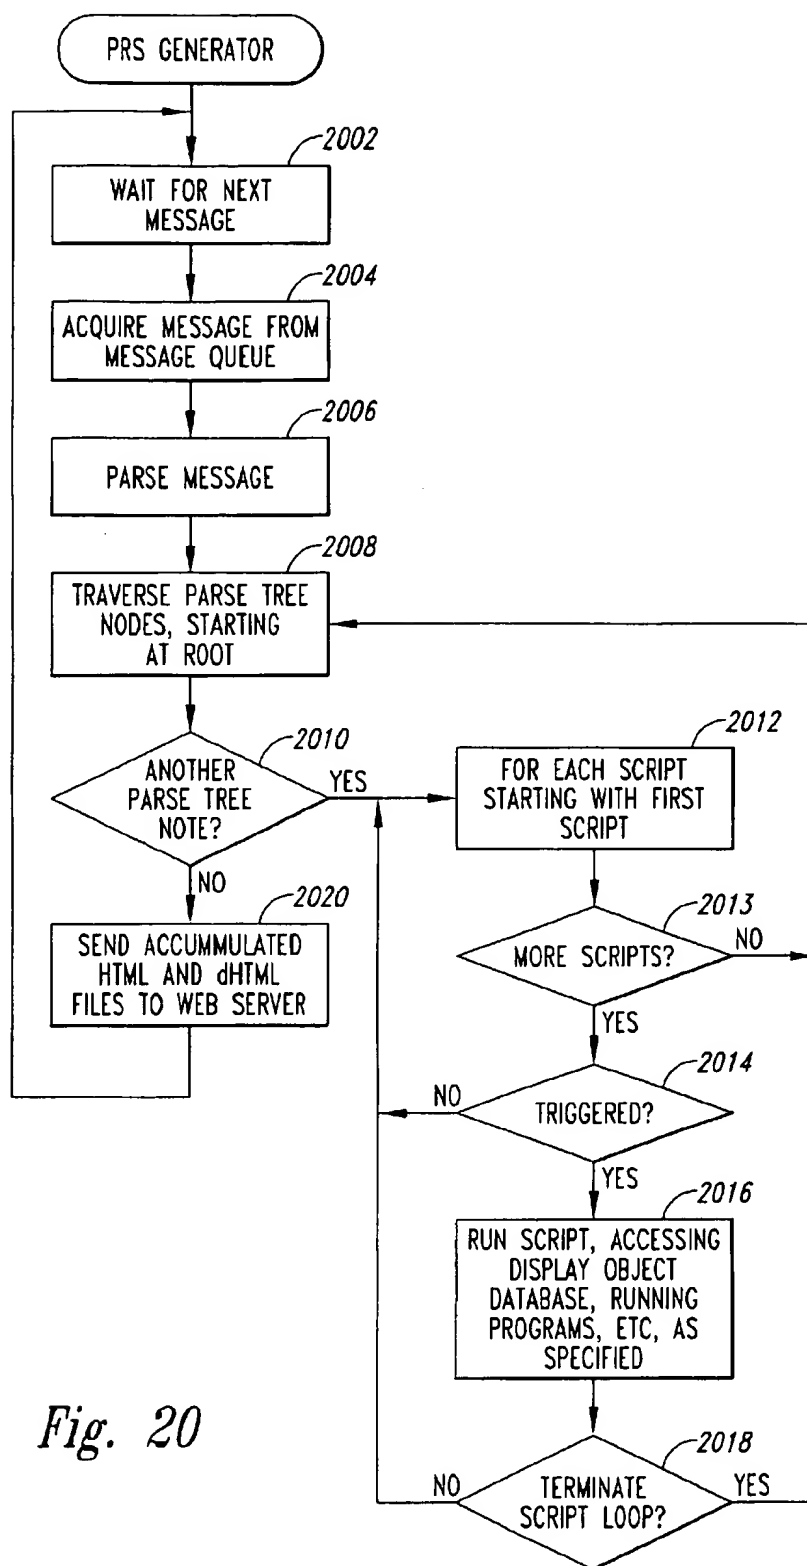 PRS GENERATOR
2002
WAIT FOR NEXT
MESSAGE
2004
ACQUIRE MESSAGE FROM
MESSAGE QUEUE
2006
PARSE MESSAGE
2008
TRAVERSE PARSE TREE
NODES, STARTING
AT ROOT
2010
ANOTHER
PARSE TREE
NOTE?
YES
NO
2012
FOR EACH SCRIPT
STARTING WITH FIRST
SCRIPT
2013
MORE SCRIPTS?
NO
YES
2020
SEND ACCUMMULATED
HTML AND dHTML
FILES TO WEB SERVER
2014
TRIGGERED?
NO
YES
2016
RUN SCRIPT, ACCESSING
DISPLAY OBJECT
DATABASE, RUNNING
PROGRAMS, ETC, AS
SPECIFIED
2018
TERMINATE
SCRIPT LOOP?
NO
YES
Fig. 20